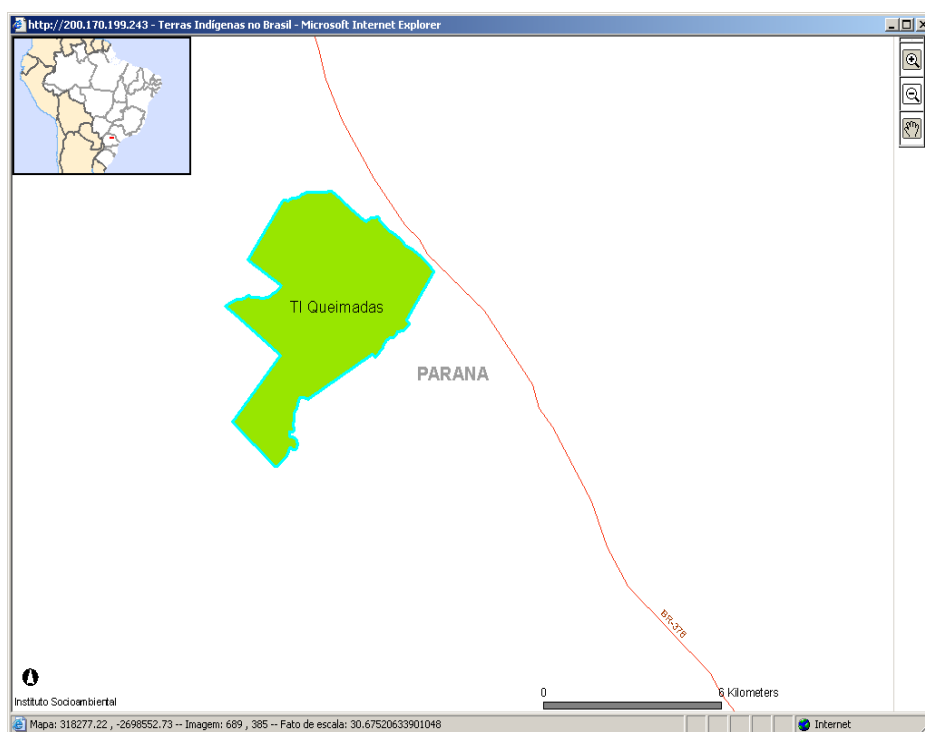 http://200.170.199.243 - Terras Indígenas no Brasil - Microsoft Internet Explorer
TI Queimadas
PARANA
BR-376
0 6 Kilometers
Instituto Socioambiental
Mapa: 318277.22 , -2698552.73 -- Imagem: 689 , 385 -- Fato de escala: 30.67520633901048
Internet